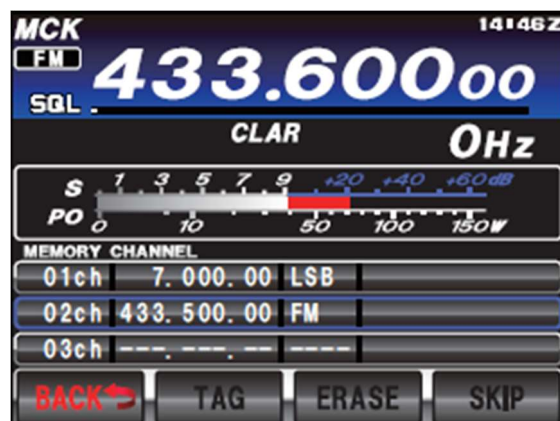 MCK 14:46Z
FM 433.600 00
SQL
CLAR 0Hz
S 1 3 5 7 9 +20 +40 +60dB
PO 0 10 50 100 150W
MEMORY CHANNEL
01ch 7.000.00 LSB
02ch 433.500.00 FM
03ch ---.---.-- ----
BACK TAG ERASE SKIP